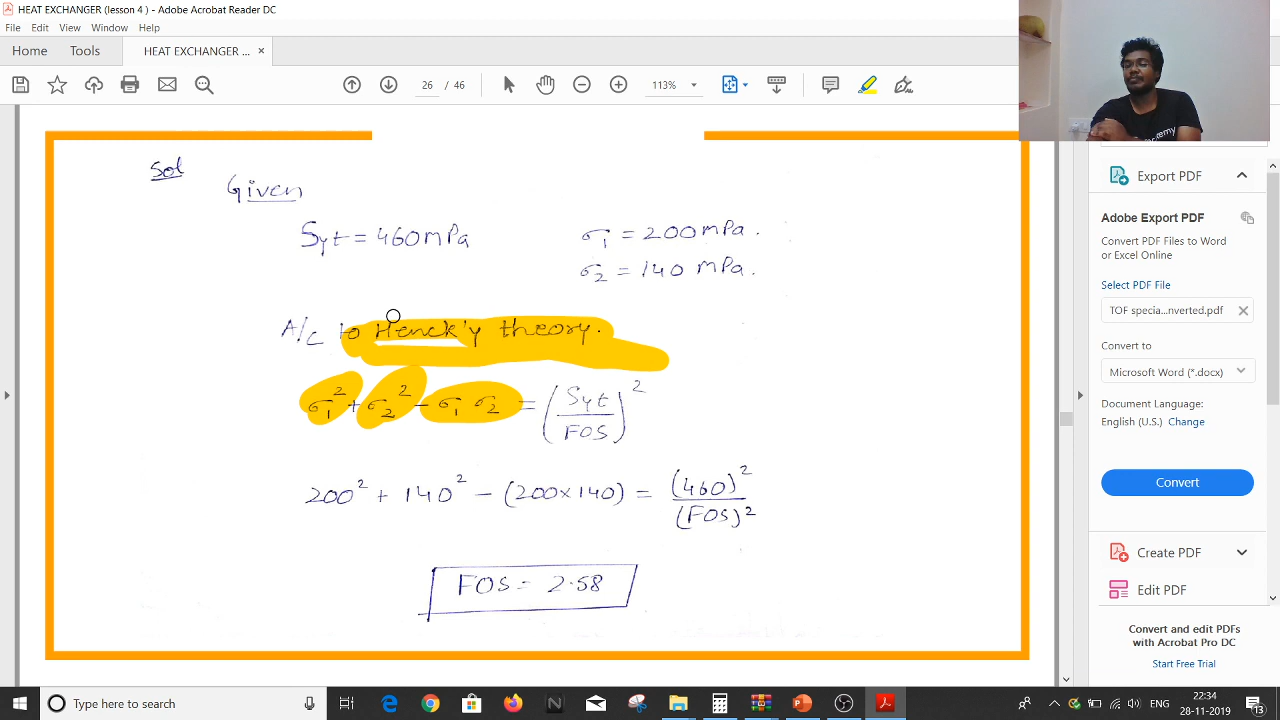 HEAT EXCHANGER (lesson 4 ) - Adobe Acrobat Reader DC
File Edit View Window Help
Home Tools HEAT EXCHANGER ... ×
26 / 46 113%
Sol
Given
Syt = 460 mPa
σ1 = 200 mPa.
σ2 = 140 mPa.
A/C to Henck'y theory.
σ1² + σ2² − σ1 σ2 = (Syt/FOS)²
200² + 140² − (200×140) = (460)²/(FOS)²
FOS = 2.58
emy
Export PDF
Adobe Export PDF
Convert PDF Files to Word
or Excel Online
Select PDF File
TOF specia...nverted.pdf
Convert to
Microsoft Word (*.docx)
Document Language:
English (U.S.) Change
Convert
Create PDF
Edit PDF
Convert and edit PDFs
with Acrobat Pro DC
Start Free Trial
Type here to search
ENG
22:34
28-11-2019
13